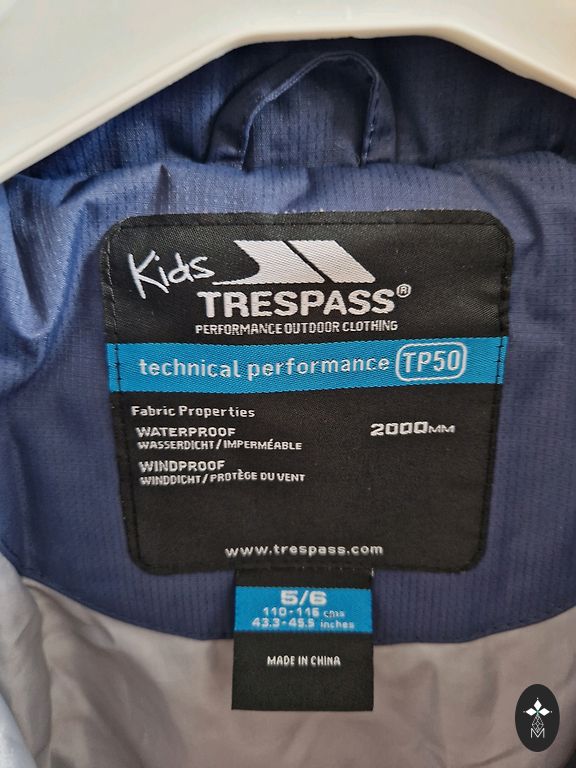 Kids
TRESPASS®
PERFORMANCE OUTDOOR CLOTHING
technical performance TP50
Fabric Properties
WATERPROOF 2000MM
WASSERDICHT/IMPERMÉABLE
WINDPROOF
WINDDICHT/PROTÈGE DU VENT
www.trespass.com
5/6
110-116 cms
43.3-45.5 inches
MADE IN CHINA
M